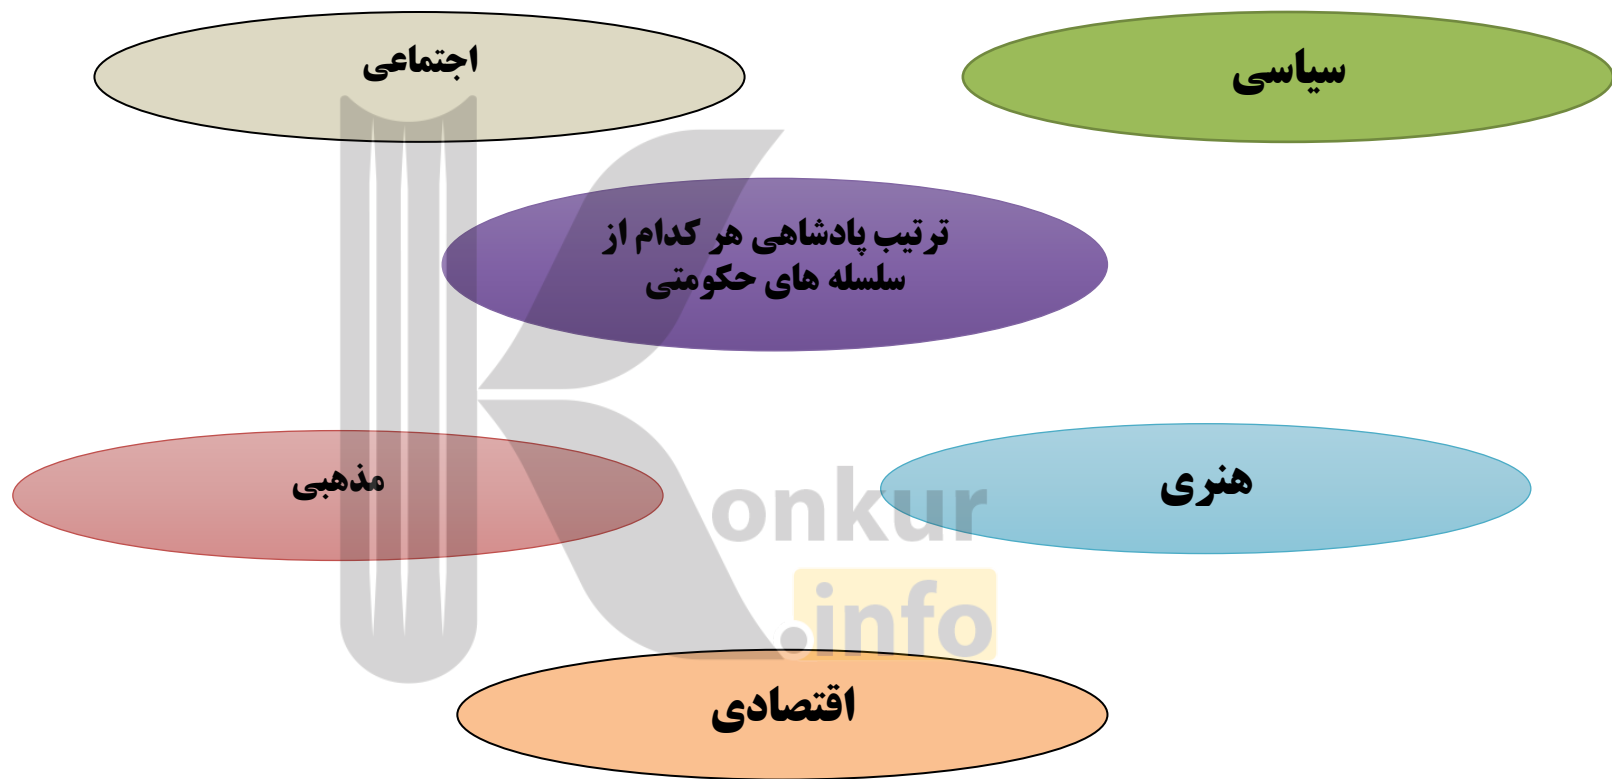 سیاسی
اجتماعی
ترتیب پادشاهی هر کدام از
سلسله های حکومتی
هنری
مذهبی
onkur
.info
اقتصادی